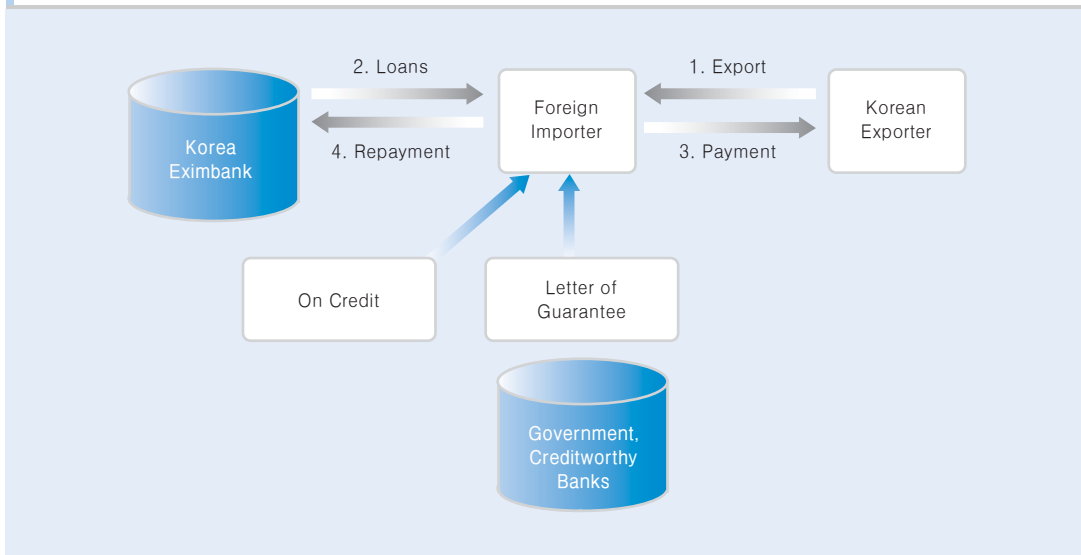 2. Loans
1. Export
Foreign
Importer
Korean
Exporter
Korea
Eximbank
4. Repayment
3. Payment
On Credit
Letter of
Guarantee
Government,
Creditworthy
Banks